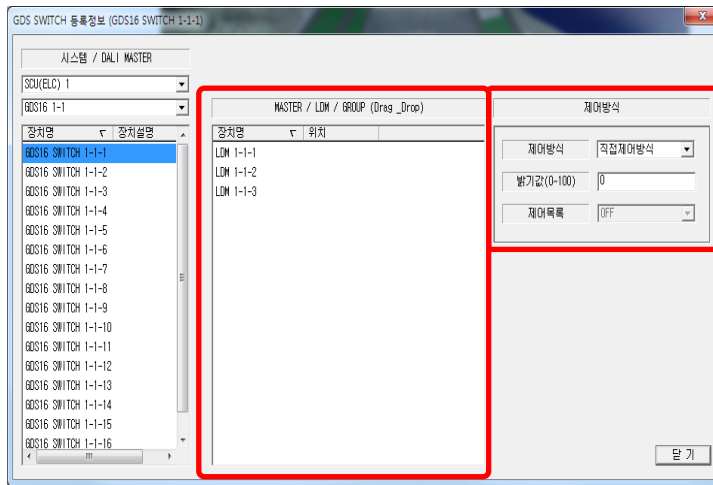 GDS SWITCH 등록정보 (GDS16 SWITCH 1-1-1)
시스템 / DALI MASTER
SCU(ELC) 1
GDS16 1-1
장치명 장치설명
GDS16 SWITCH 1-1-1
GDS16 SWITCH 1-1-2
GDS16 SWITCH 1-1-3
GDS16 SWITCH 1-1-4
GDS16 SWITCH 1-1-5
GDS16 SWITCH 1-1-6
GDS16 SWITCH 1-1-7
GDS16 SWITCH 1-1-8
GDS16 SWITCH 1-1-9
GDS16 SWITCH 1-1-10
GDS16 SWITCH 1-1-11
GDS16 SWITCH 1-1-12
GDS16 SWITCH 1-1-13
GDS16 SWITCH 1-1-14
GDS16 SWITCH 1-1-15
GDS16 SWITCH 1-1-16
MASTER / LDM / GROUP (Drag _Drop)
장치명 위치
LDM 1-1-1
LDM 1-1-2
LDM 1-1-3
제어방식
제어방식 직접제어방식
밝기값(0-100) 0
제어목록 OFF
닫 기